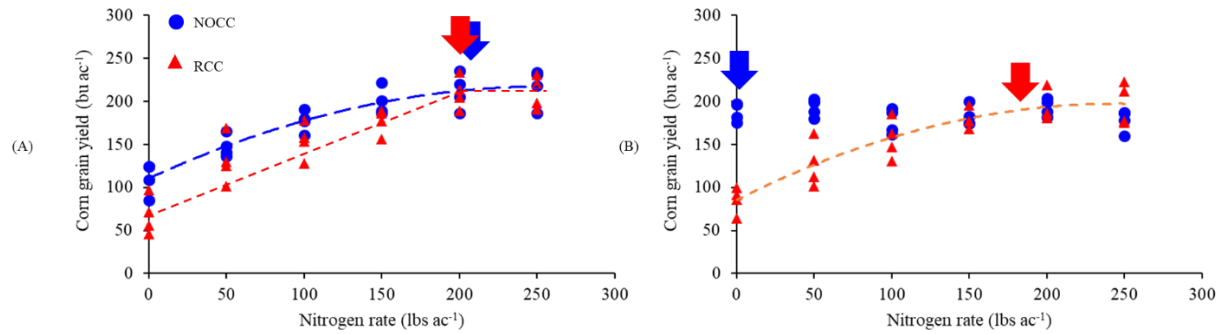 (A)
Corn grain yield (bu ac⁻¹)
300
250
200
150
100
50
0
NOCC
RCC
0 50 100 150 200 250 300
Nitrogen rate (lbs ac⁻¹)
(B)
Corn grain yield (bu ac⁻¹)
300
250
200
150
100
50
0
0 50 100 150 200 250 300
Nitrogen rate (lbs ac⁻¹)